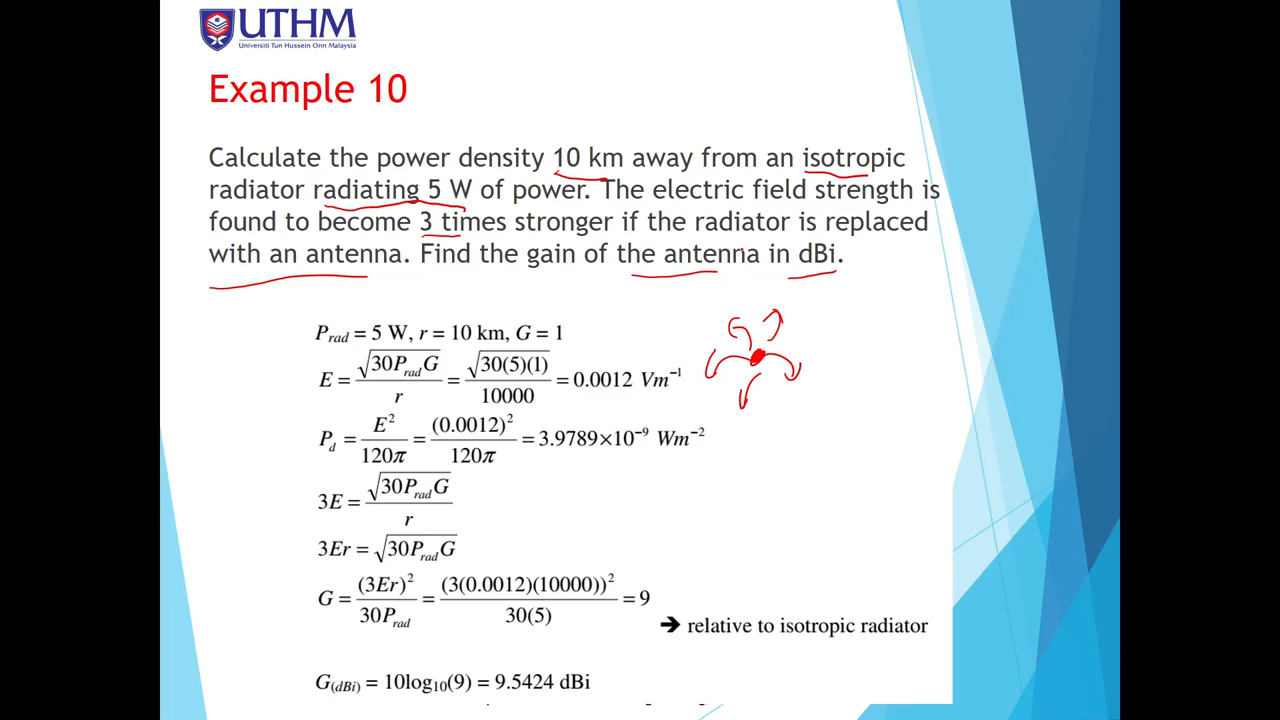 UTHM
Universiti Tun Hussein Onn Malaysia
Example 10
Calculate the power density 10 km away from an isotropic
radiator radiating 5 W of power. The electric field strength is
found to become 3 times stronger if the radiator is replaced
with an antenna. Find the gain of the antenna in dBi.
G
P_rad = 5 W, r = 10 km, G = 1
E = √(30P_rad G) / r = √(30(5)(1)) / 10000 = 0.0012 Vm⁻¹
P_d = E² / 120π = (0.0012)² / 120π = 3.9789×10⁻⁹ Wm⁻²
3E = √(30P_rad G) / r
3Er = √(30P_rad G)
G = (3Er)² / 30P_rad = (3(0.0012)(10000))² / 30(5) = 9
➔ relative to isotropic radiator
G_(dBi) = 10log₁₀(9) = 9.5424 dBi